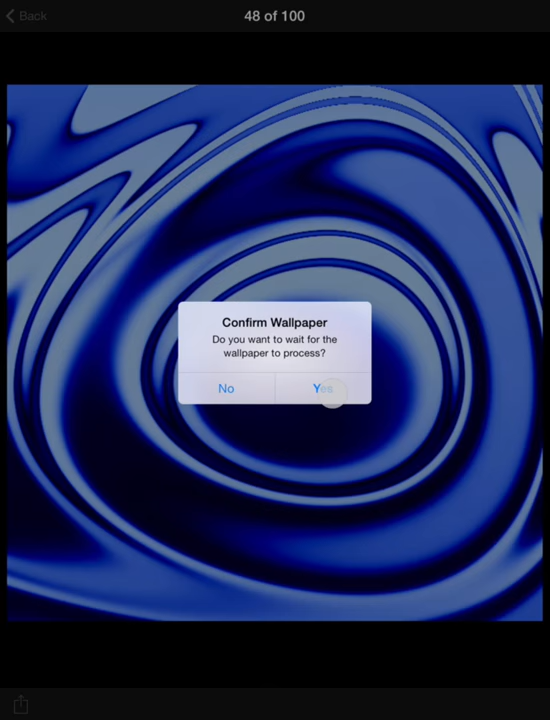 Back
48 of 100
Confirm Wallpaper
Do you want to wait for the
wallpaper to process?
No
Yes